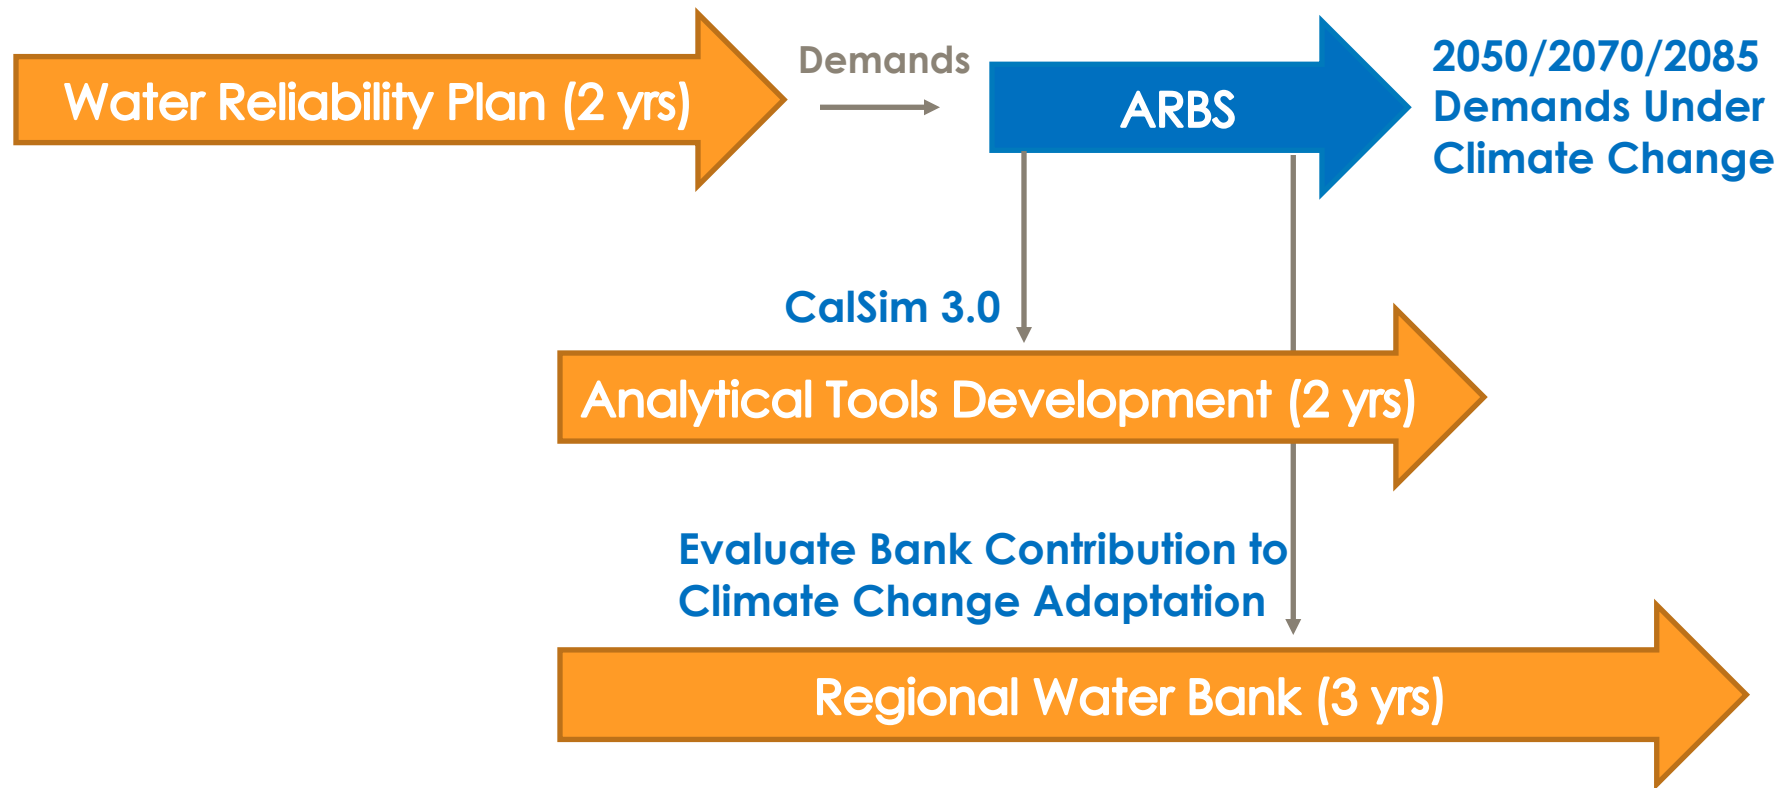 Water Reliability Plan (2 yrs)
Demands
ARBS
2050/2070/2085
Demands Under
Climate Change
CalSim 3.0
Analytical Tools Development (2 yrs)
Evaluate Bank Contribution to
Climate Change Adaptation
Regional Water Bank (3 yrs)